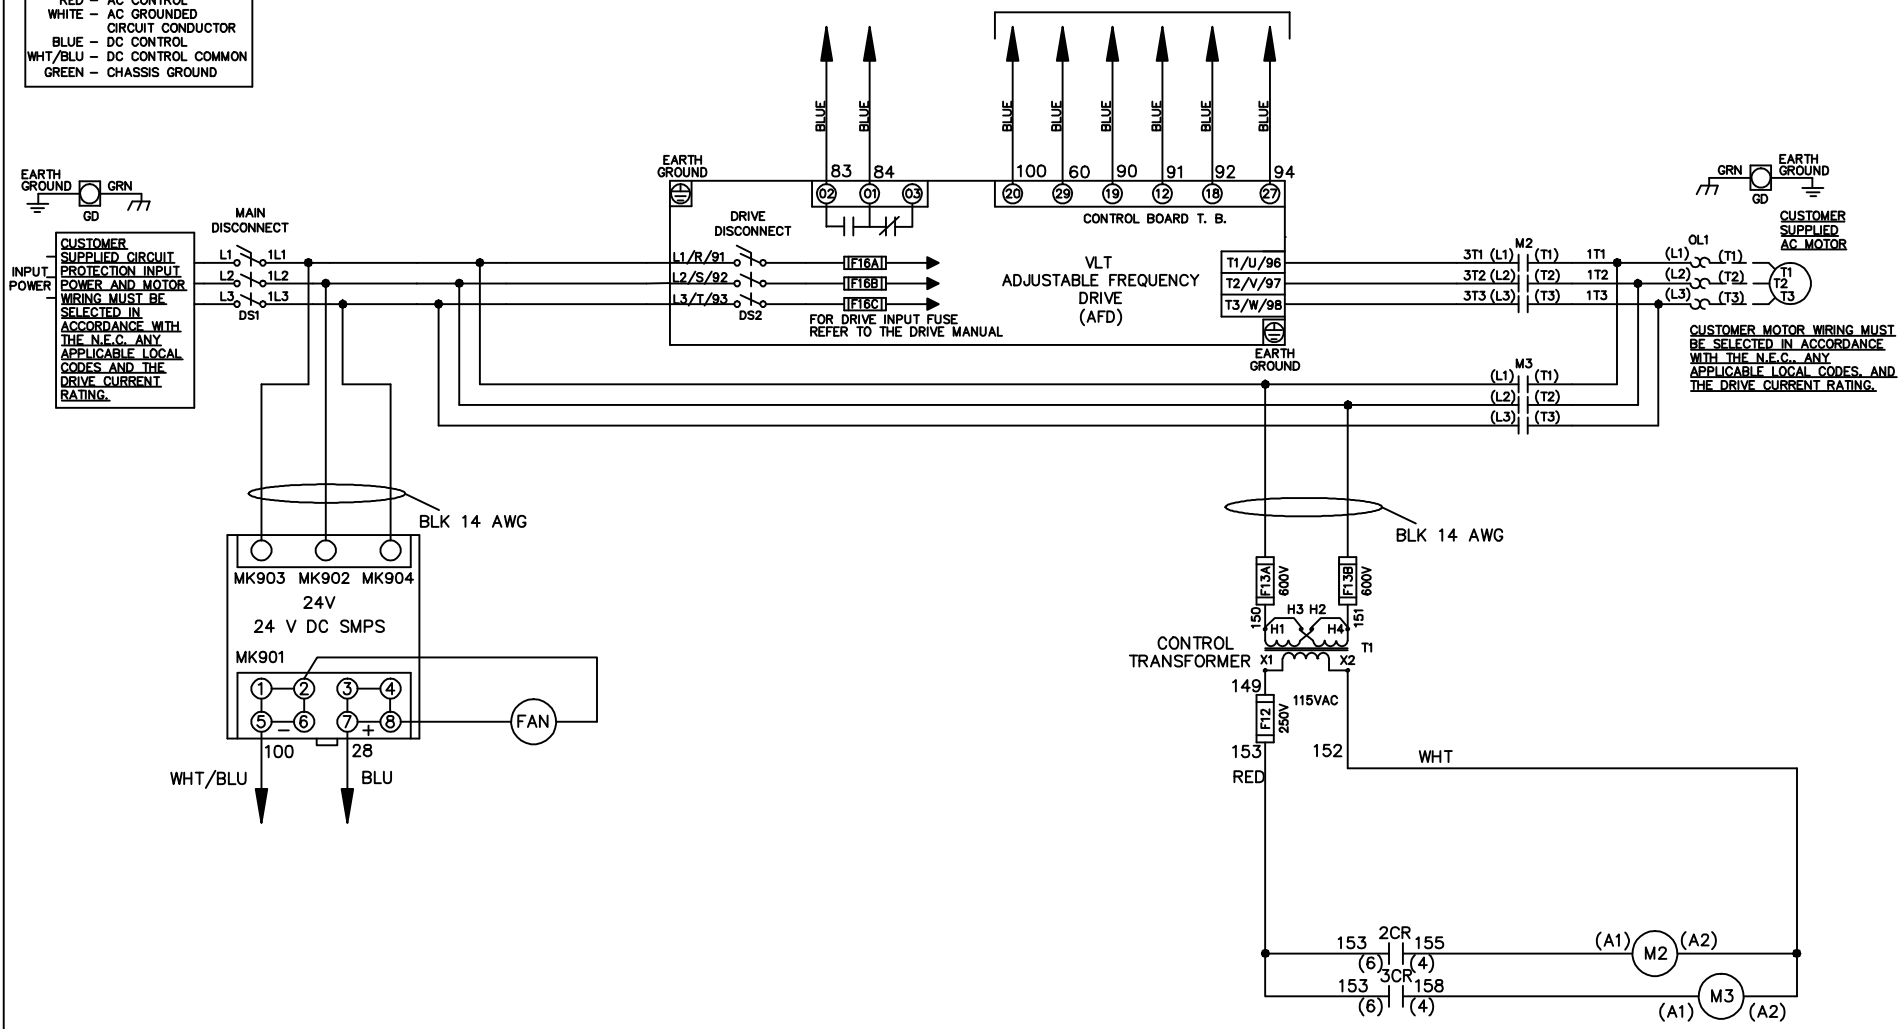 RED – AC CONTROL
WHITE – AC GROUNDED
CIRCUIT CONDUCTOR
BLUE – DC CONTROL
WHT/BLU – DC CONTROL COMMON
GREEN – CHASSIS GROUND
BLUE
BLUE
BLUE
BLUE
BLUE
BLUE
BLUE
BLUE
EARTH
GROUND
GRN
GD
MAIN
DISCONNECT
L1 1L1
L2 1L2
L3 1L3
DS1
INPUT
POWER
CUSTOMER
SUPPLIED CIRCUIT
PROTECTION INPUT
POWER AND MOTOR
WIRING MUST BE
SELECTED IN
ACCORDANCE WITH
THE N.E.C. ANY
APPLICABLE LOCAL
CODES AND THE
DRIVE CURRENT
RATING.
EARTH
GROUND
83 84
02 01 03
100 60 90 91 92 94
20 29 19 12 18 27
CONTROL BOARD T. B.
DRIVE
DISCONNECT
L1/R/91
L2/S/92
L3/T/93
DS2
F16A
F16B
F16C
FOR DRIVE INPUT FUSE
REFER TO THE DRIVE MANUAL
VLT
ADJUSTABLE FREQUENCY
DRIVE
(AFD)
T1/U/96
T2/V/97
T3/W/98
EARTH
GROUND
M2
3T1 (L1) (T1) 1T1
3T2 (L2) (T2) 1T2
3T3 (L3) (T3) 1T3
OL1
(L1) (T1)
(L2) (T2)
(L3) (T3)
T1
T2
T3
GRN
GD
EARTH
GROUND
CUSTOMER
SUPPLIED
AC MOTOR
CUSTOMER MOTOR WIRING MUST
BE SELECTED IN ACCORDANCE
WITH THE N.E.C., ANY
APPLICABLE LOCAL CODES, AND
THE DRIVE CURRENT RATING.
M3
(L1) (T1)
(L2) (T2)
(L3) (T3)
BLK 14 AWG
MK903 MK902 MK904
24V
24 V DC SMPS
MK901
1 2 3 4
5 6 7 8
– +
FAN
100 28
WHT/BLU BLU
BLK 14 AWG
F13A 600V
F13B 600V
150 151
H3 H2
H1 H4
T1
CONTROL
TRANSFORMER
X1 X2
149
115VAC
F12 250V
153 152
RED
WHT
153 2CR 155
(6) (4)
(A1) M2 (A2)
153 3CR 158
(6) (4)
(A1) M3 (A2)